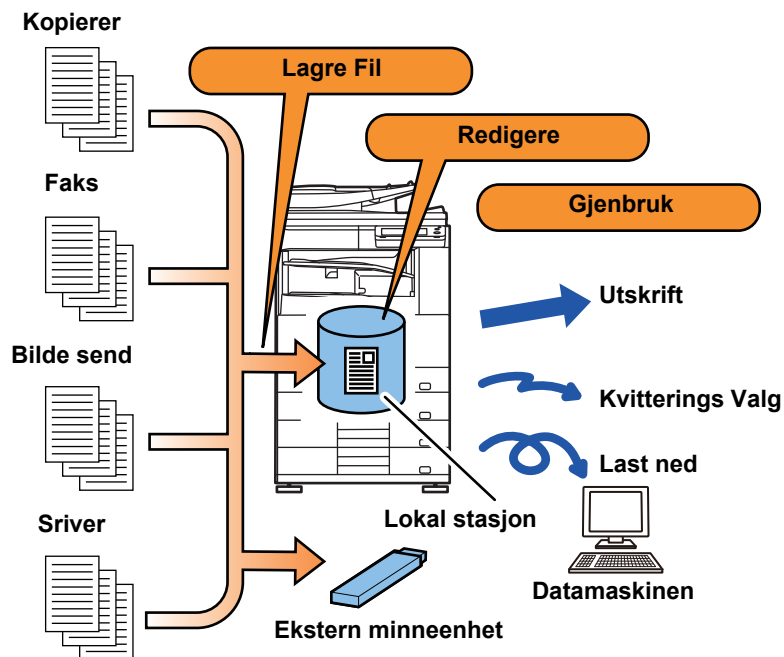 Kopierer
Lagre Fil
Redigere
Faks
Gjenbruk
Utskrift
Bilde send
Kvitterings Valg
Last ned
Lokal stasjon
Sriver
Datamaskinen
Ekstern minneenhet